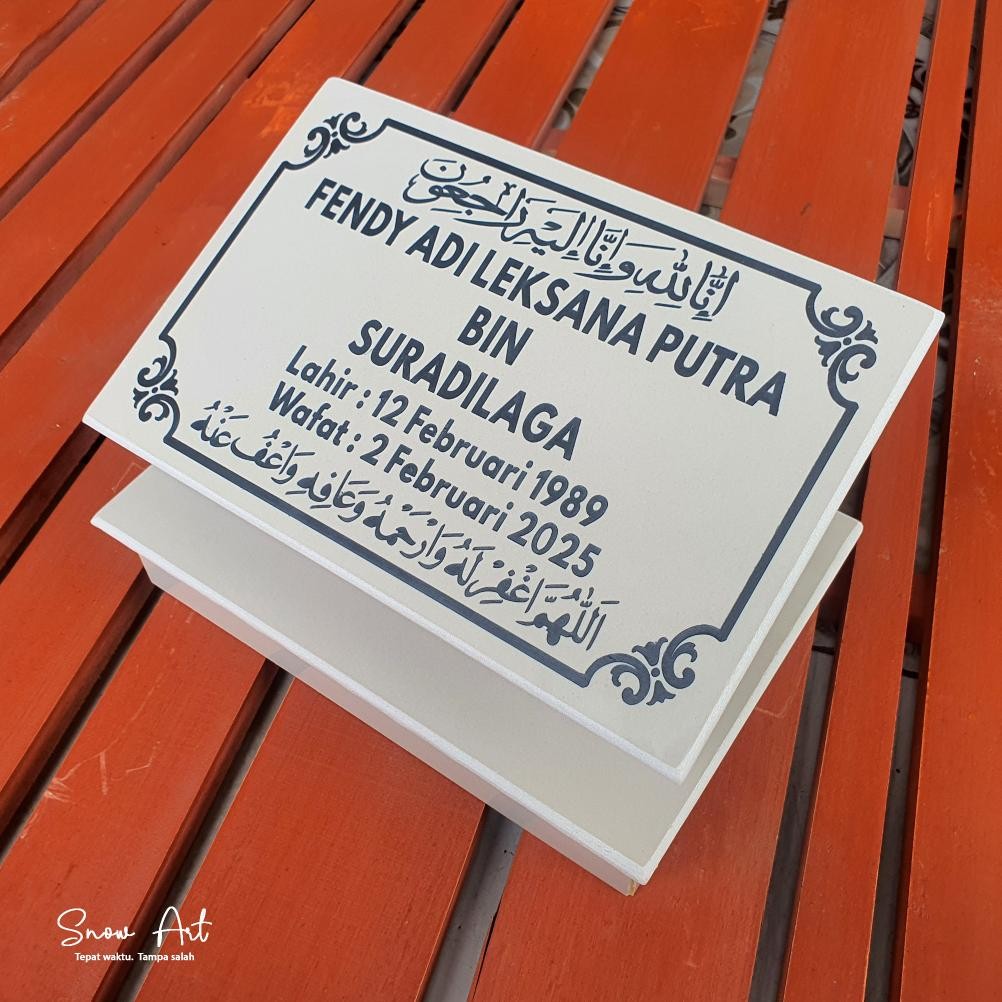 إِنَّا لِلَّهِ وَإِنَّا إِلَيْهِ رَاجِعُونَ
FENDY ADI LEKSANA PUTRA
BIN
SURADILAGA
Lahir : 12 Februari 1989
Wafat : 2 Februari 2025
اَللّٰهُمَّ اغْفِرْ لَهُ وَارْحَمْهُ وَعَافِهِ وَاعْفُ عَنْهُ
Snow Art
Tepat waktu. Tampa salah